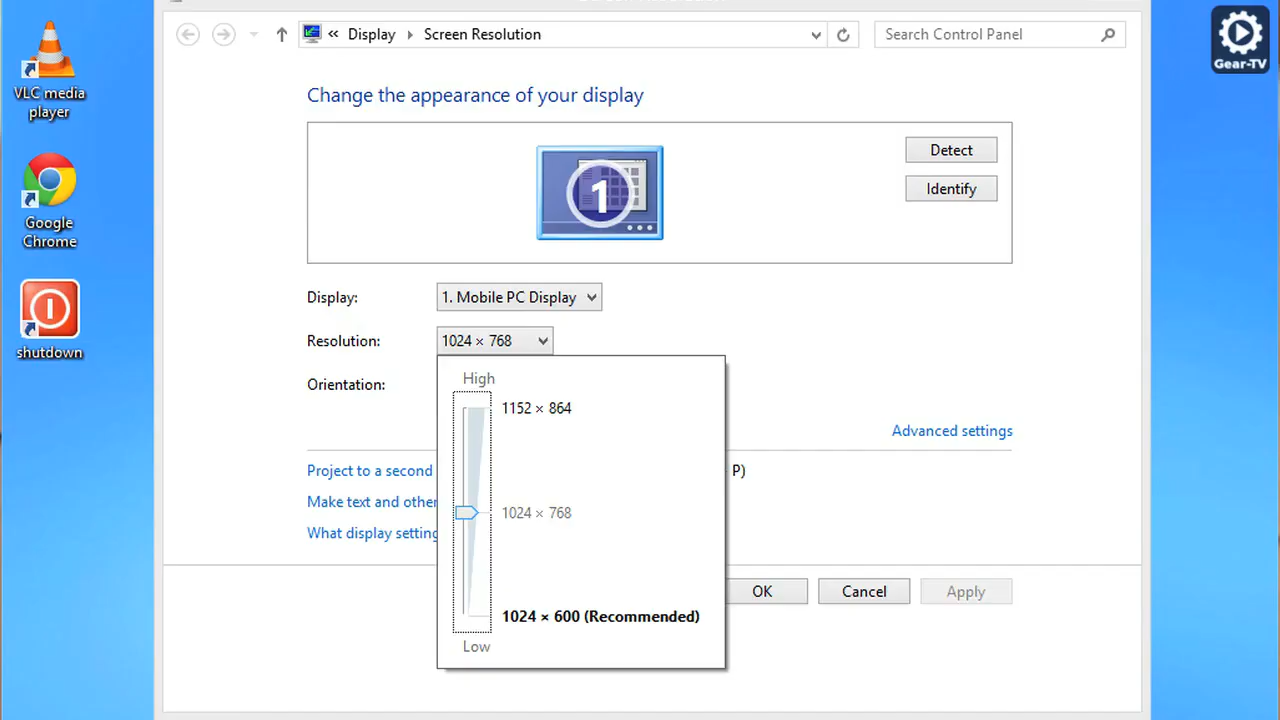 « Display › Screen Resolution
Search Control Panel
Gear-TV
VLC media
player
Google
Chrome
shutdown
Change the appearance of your display
1
Detect
Identify
Display:
1. Mobile PC Display
Resolution:
1024 × 768
Orientation:
High
1152 × 864
1024 × 768
1024 × 600 (Recommended)
Low
Advanced settings
Project to a second
P)
Make text and other
What display setting
OK
Cancel
Apply